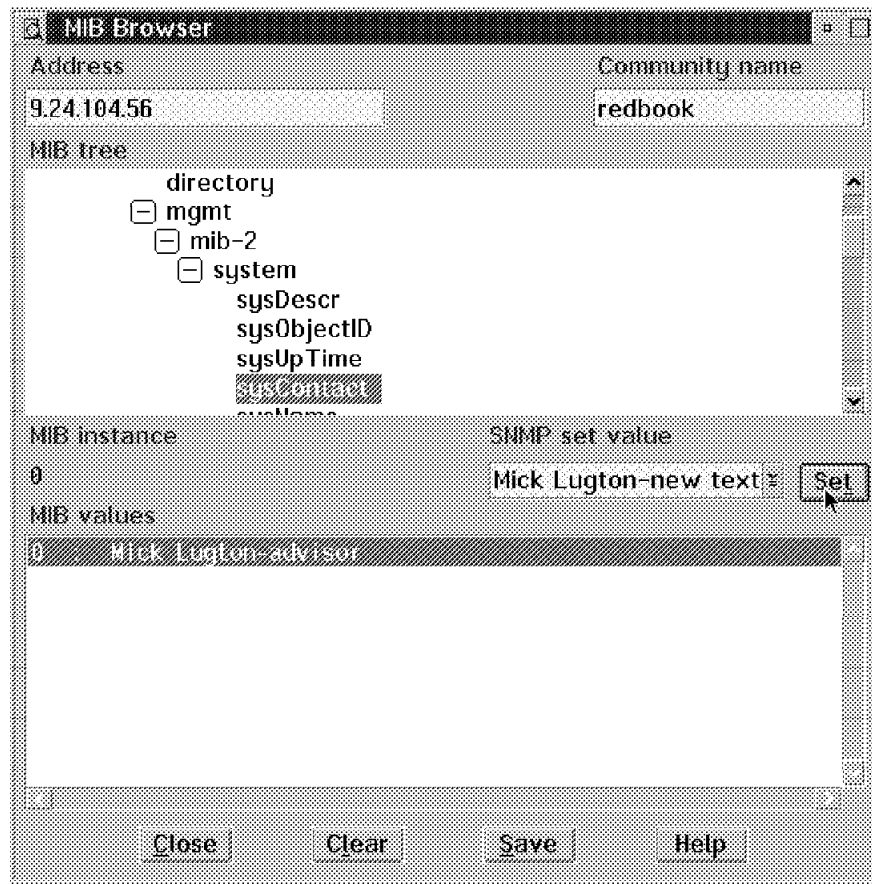 MIB Browser
Address Community name
9.24.104.56 redbook
MIB tree
directory
mgmt
mib-2
system
sysDescr
sysObjectID
sysUpTime
sysContact
sysName
MIB instance SNMP set value
0 Mick Lugton-new text Set
MIB values
0 : Mick Lugton-advisor
Close Clear Save Help